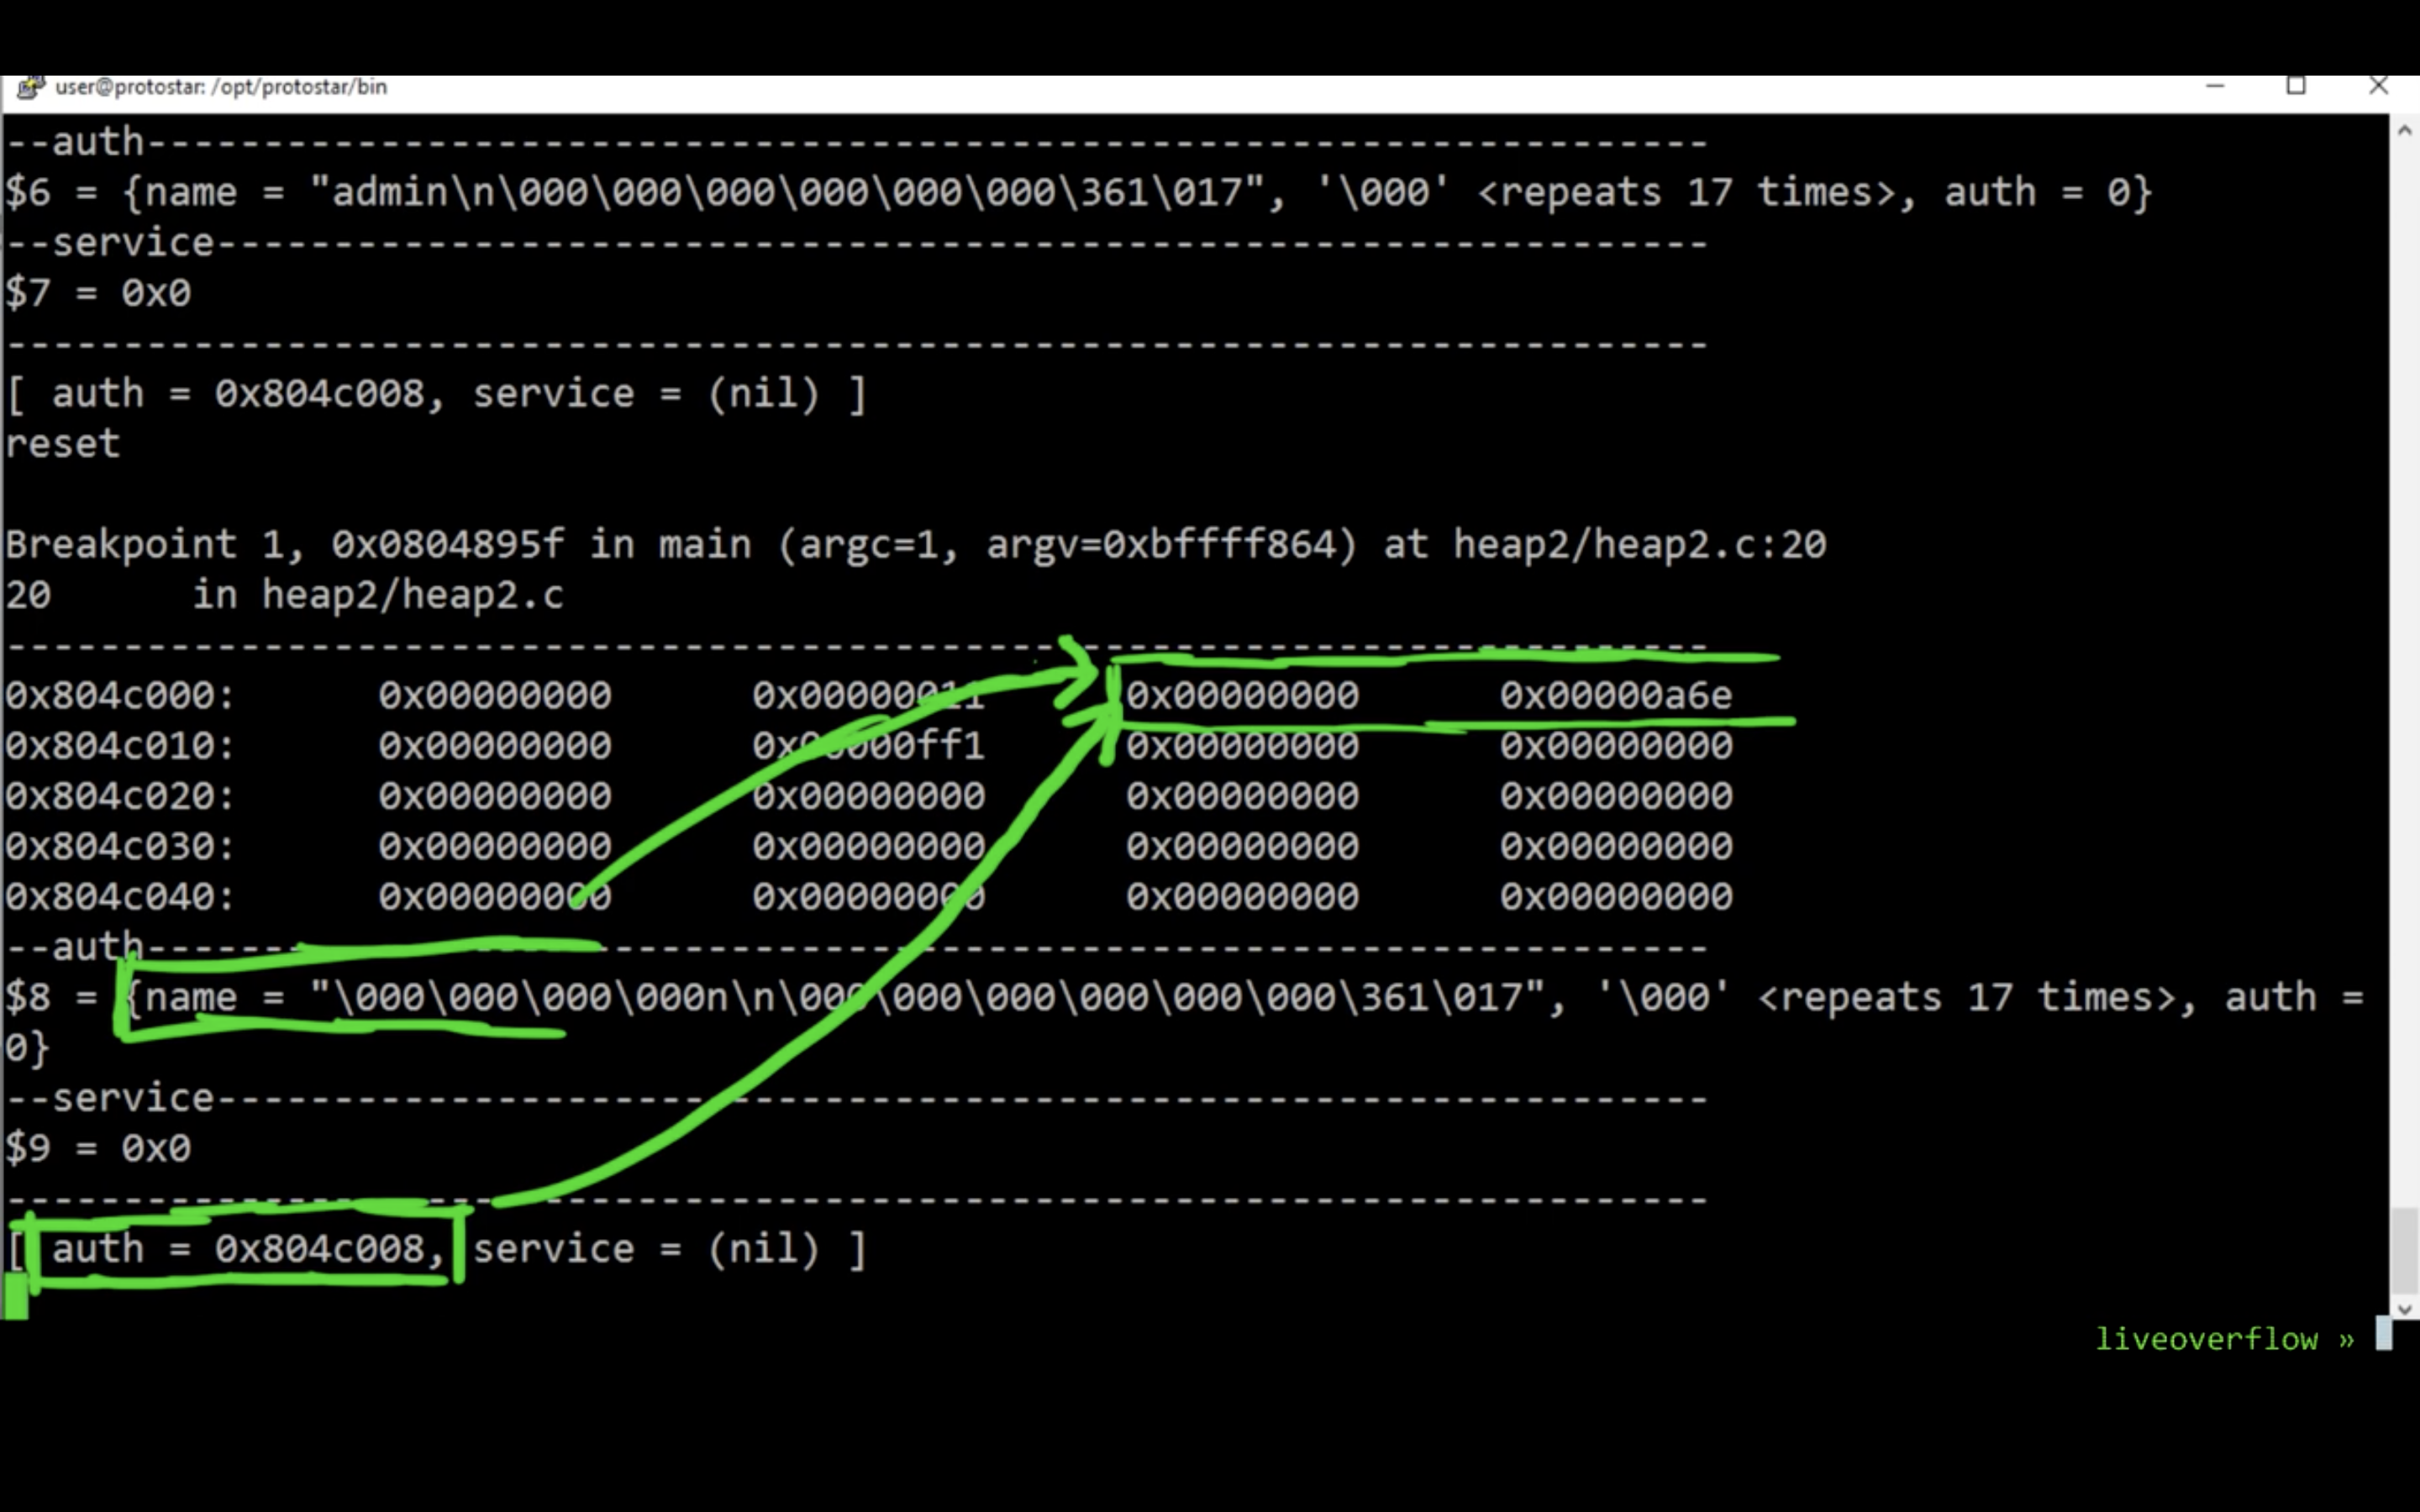 user@protostar: /opt/protostar/bin
--auth-----------------------------------------------------------------
$6 = {name = "admin\n\000\000\000\000\000\000\361\017", '\000' <repeats 17 times>, auth = 0}
--service--------------------------------------------------------------
$7 = 0x0
-----------------------------------------------------------------------
[ auth = 0x804c008, service = (nil) ]
reset
Breakpoint 1, 0x0804895f in main (argc=1, argv=0xbffff864) at heap2/heap2.c:20
20      in heap2/heap2.c
-----------------------------------------------------------------------
0x804c000:      0x00000000      0x00000011      0x00000000      0x00000a6e
0x804c010:      0x00000000      0x00000ff1      0x00000000      0x00000000
0x804c020:      0x00000000      0x00000000      0x00000000      0x00000000
0x804c030:      0x00000000      0x00000000      0x00000000      0x00000000
0x804c040:      0x00000000      0x00000000      0x00000000      0x00000000
--auth-----------------------------------------------------------------
$8 = {name = "\000\000\000\000n\n\000\000\000\000\000\000\361\017", '\000' <repeats 17 times>, auth =
0}
--service--------------------------------------------------------------
$9 = 0x0
-----------------------------------------------------------------------
[ auth = 0x804c008, service = (nil) ]
liveoverflow »